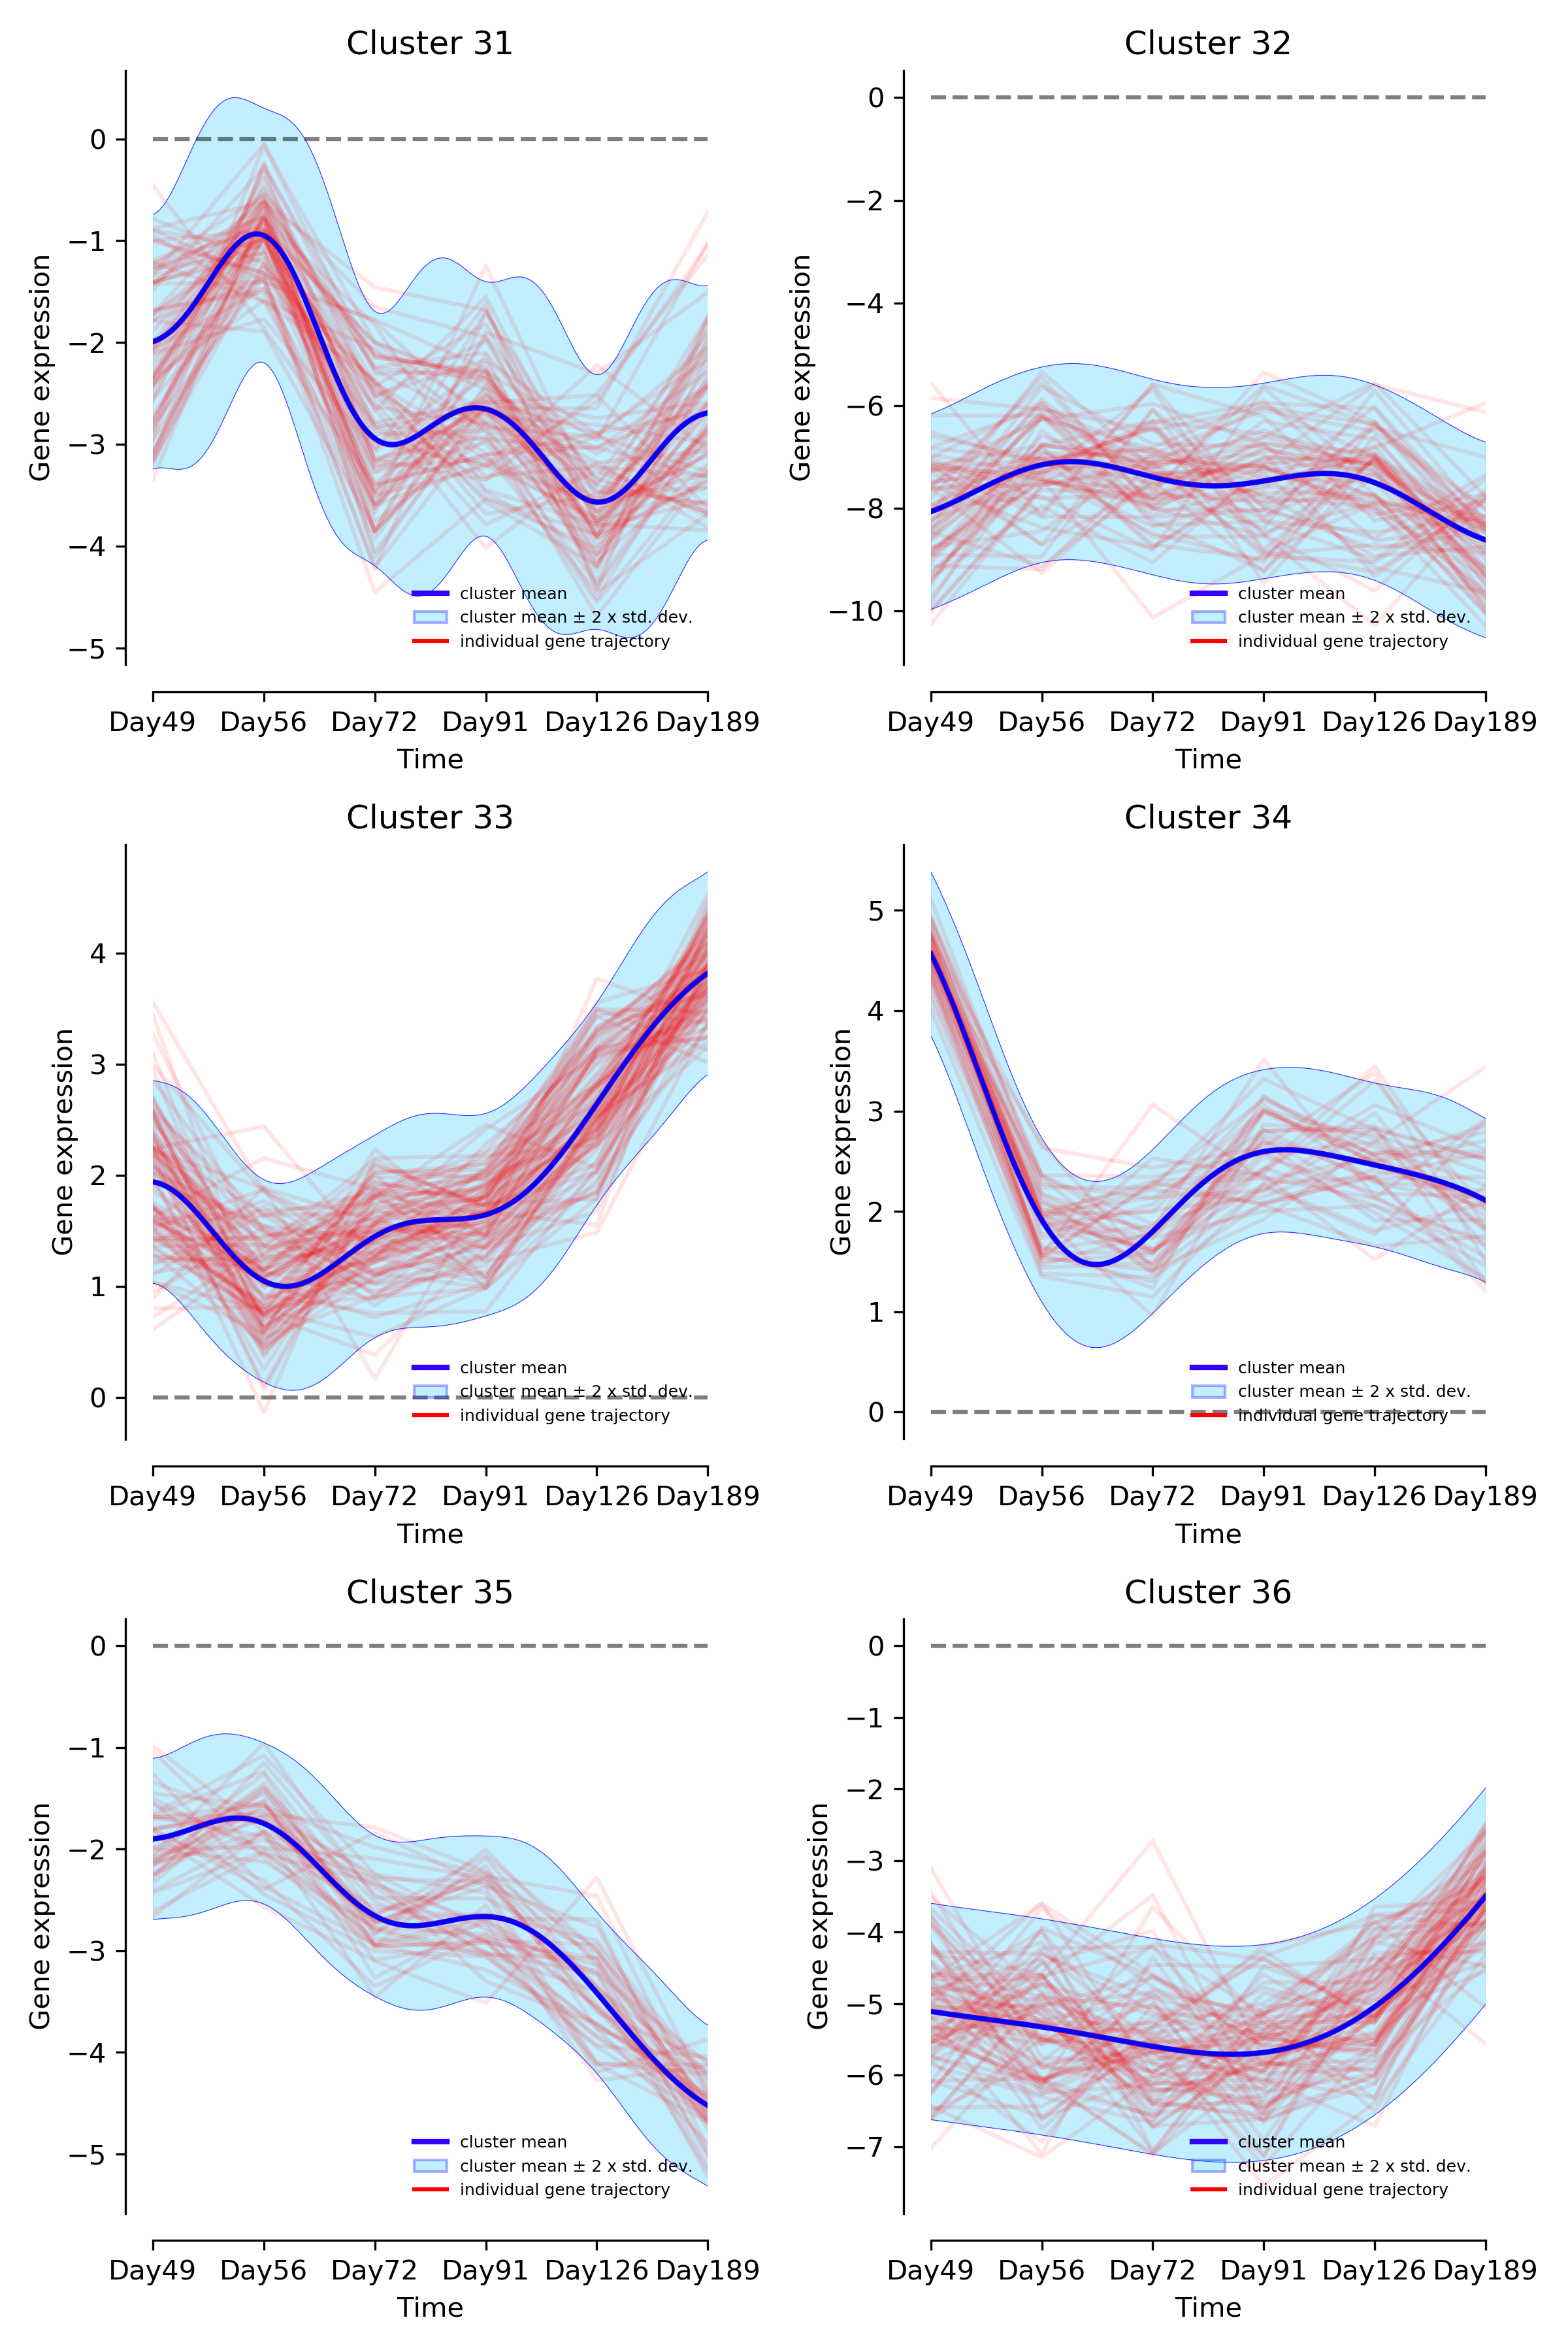 Cluster 31
Gene expression
0
−1
−2
−3
−4
−5
cluster mean
cluster mean ± 2 x std. dev.
individual gene trajectory
Day49 Day56 Day72 Day91 Day126 Day189
Time
Cluster 32
Gene expression
0
−2
−4
−6
−8
−10
cluster mean
cluster mean ± 2 x std. dev.
individual gene trajectory
Day49 Day56 Day72 Day91 Day126 Day189
Time
Cluster 33
Gene expression
4
3
2
1
0
cluster mean
cluster mean ± 2 x std. dev.
individual gene trajectory
Day49 Day56 Day72 Day91 Day126 Day189
Time
Cluster 34
Gene expression
5
4
3
2
1
0
cluster mean
cluster mean ± 2 x std. dev.
individual gene trajectory
Day49 Day56 Day72 Day91 Day126 Day189
Time
Cluster 35
Gene expression
0
−1
−2
−3
−4
−5
cluster mean
cluster mean ± 2 x std. dev.
individual gene trajectory
Day49 Day56 Day72 Day91 Day126 Day189
Time
Cluster 36
Gene expression
0
−1
−2
−3
−4
−5
−6
−7
cluster mean
cluster mean ± 2 x std. dev.
individual gene trajectory
Day49 Day56 Day72 Day91 Day126 Day189
Time